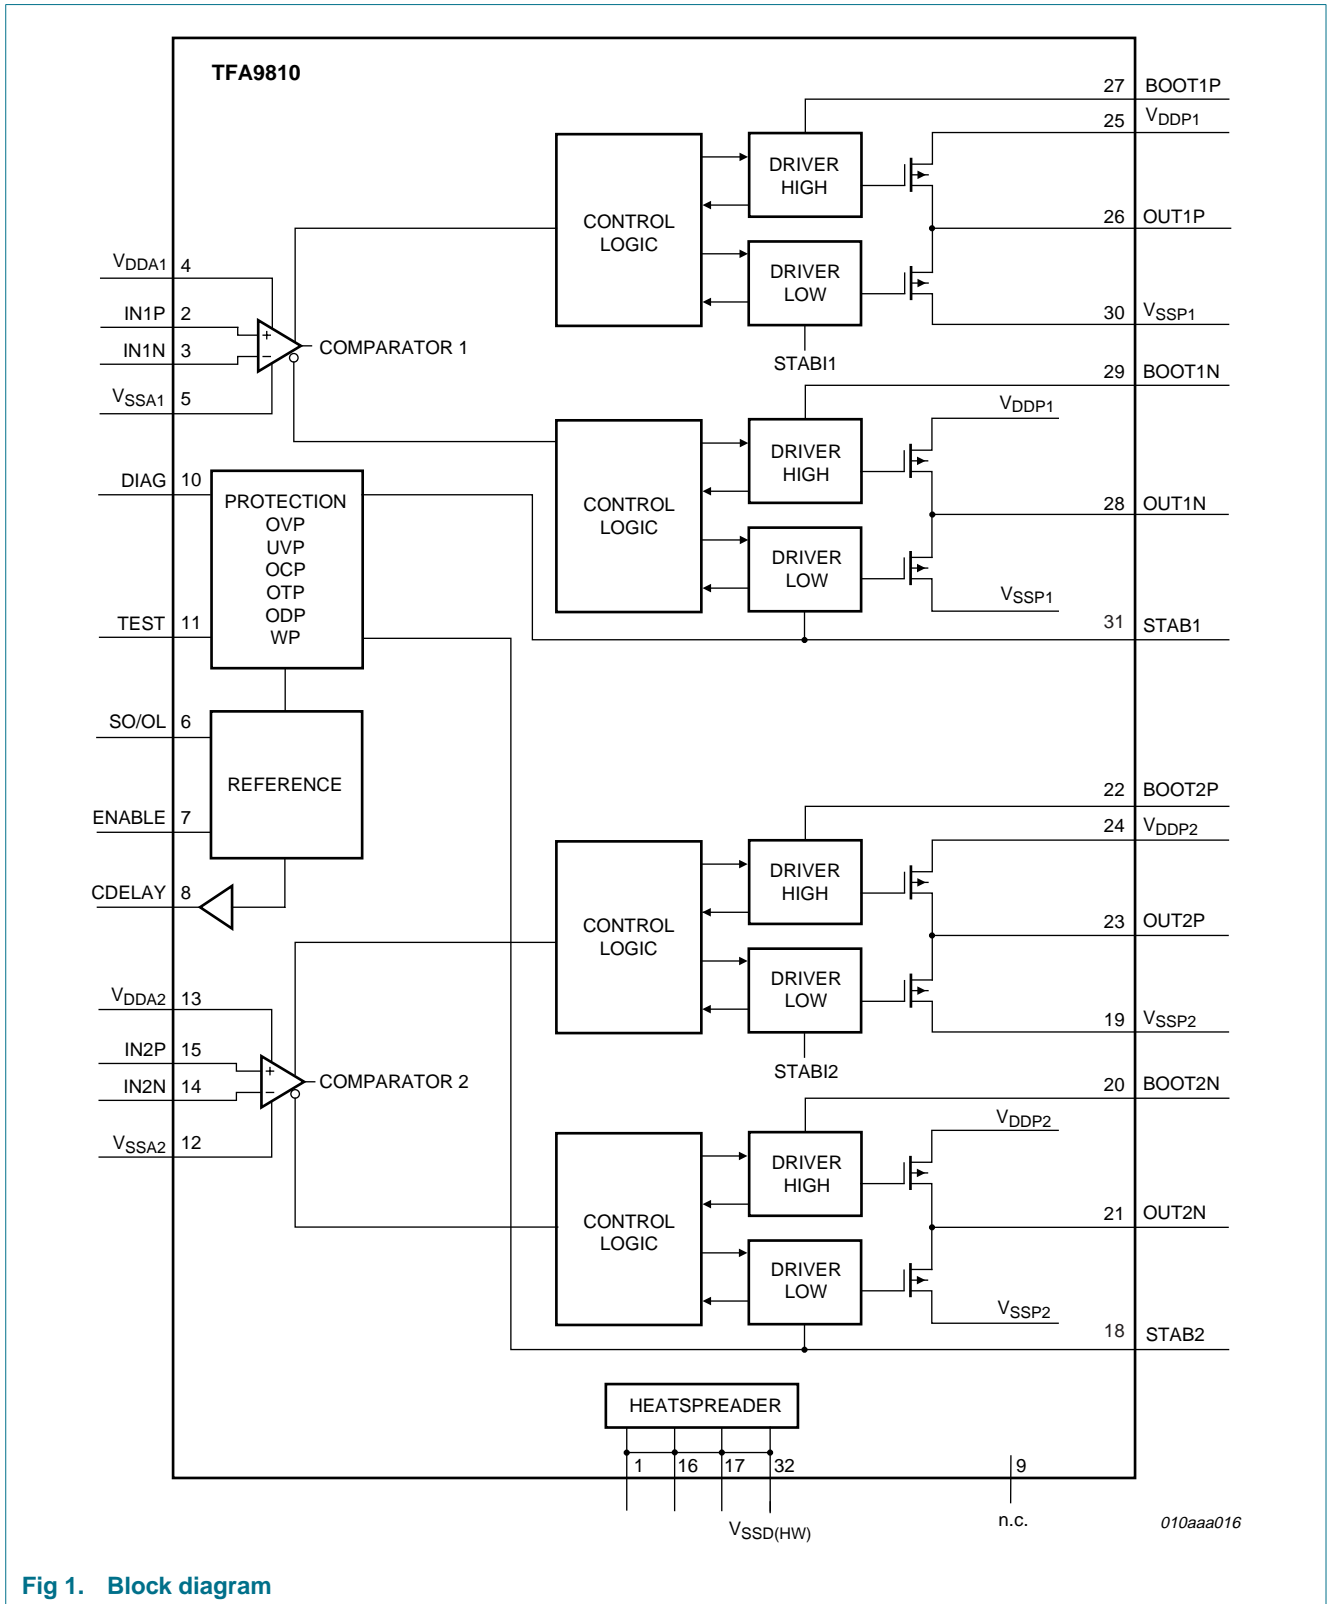 TFA9810
27 BOOT1P
25 VDDP1
DRIVER
HIGH
CONTROL
LOGIC
26 OUT1P
DRIVER
LOW
30 VSSP1
STABI1
VDDA1 4
IN1P 2
IN1N 3
VSSA1 5
+
−
COMPARATOR 1
29 BOOT1N
VDDP1
DRIVER
HIGH
CONTROL
LOGIC
28 OUT1N
DRIVER
LOW
VSSP1
31 STAB1
DIAG 10
PROTECTION
OVP
UVP
OCP
OTP
ODP
WP
TEST 11
SO/OL 6
REFERENCE
ENABLE 7
CDELAY 8
22 BOOT2P
24 VDDP2
DRIVER
HIGH
CONTROL
LOGIC
23 OUT2P
DRIVER
LOW
19 VSSP2
STABI2
VDDA2 13
IN2P 15
IN2N 14
VSSA2 12
+
−
COMPARATOR 2
20 BOOT2N
VDDP2
DRIVER
HIGH
CONTROL
LOGIC
21 OUT2N
DRIVER
LOW
VSSP2
18 STAB2
HEATSPREADER
1 16 17 32 9
VSSD(HW)
n.c.
010aaa016
Fig 1. Block diagram